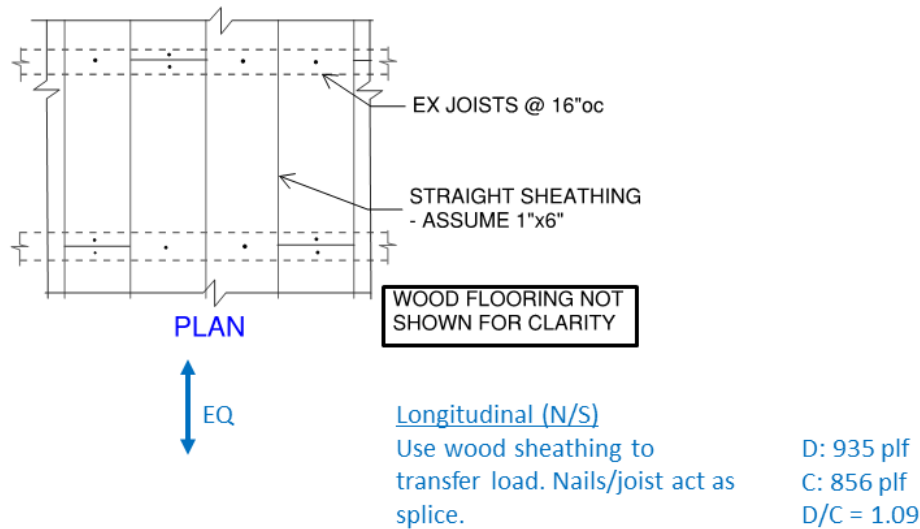 EX JOISTS @ 16"oc
STRAIGHT SHEATHING
- ASSUME 1"x6"
WOOD FLOORING NOT
SHOWN FOR CLARITY
PLAN
EQ
Longitudinal (N/S)
Use wood sheathing to
transfer load. Nails/joist act as
splice.
D: 935 plf
C: 856 plf
D/C = 1.09